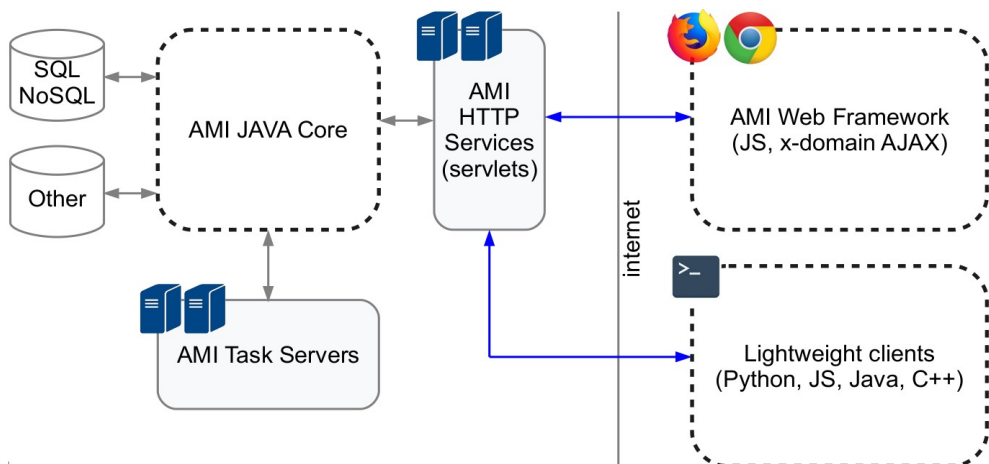 SQL
NoSQL
Other
AMI JAVA Core
AMI
HTTP
Services
(servlets)
AMI Task Servers
internet
AMI Web Framework
(JS, x-domain AJAX)
>_
Lightweight clients
(Python, JS, Java, C++)